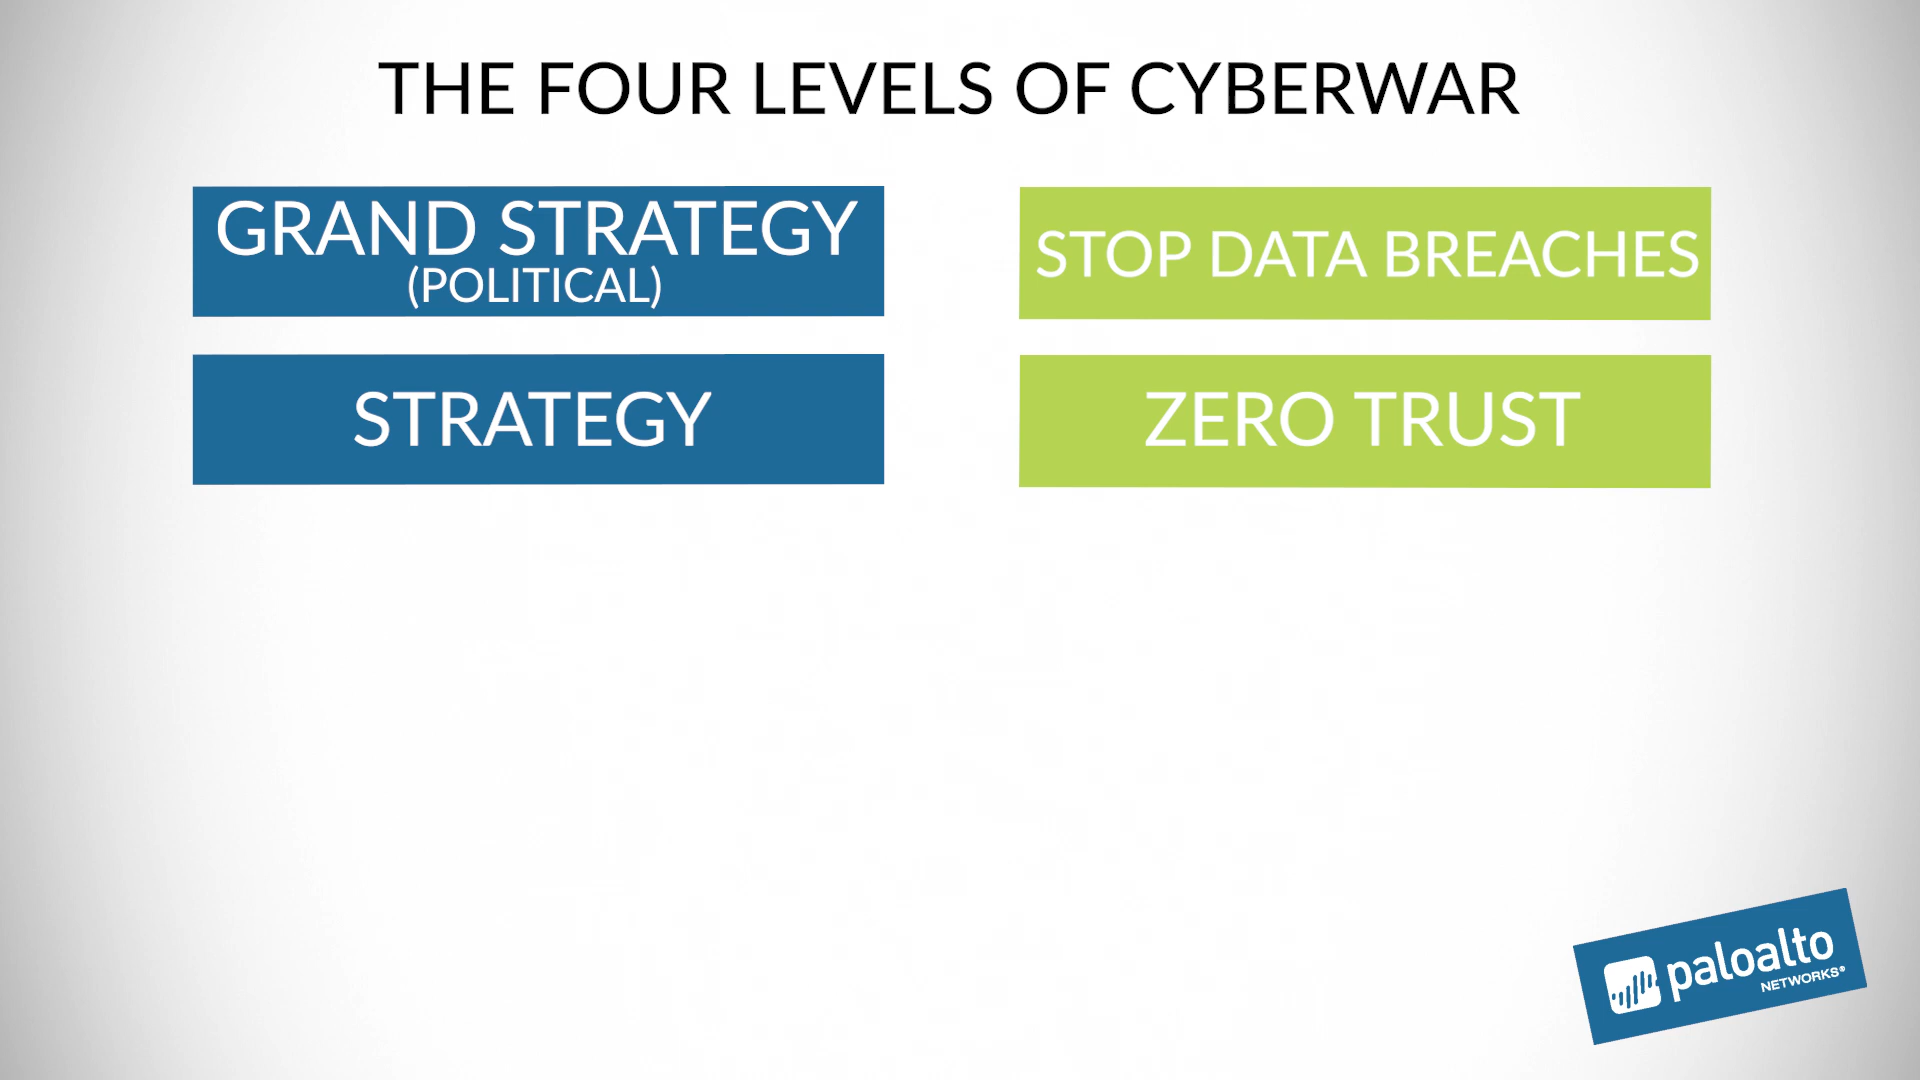 THE FOUR LEVELS OF CYBERWAR
GRAND STRATEGY
(POLITICAL)
STOP DATA BREACHES
STRATEGY
ZERO TRUST
paloalto
NETWORKS®